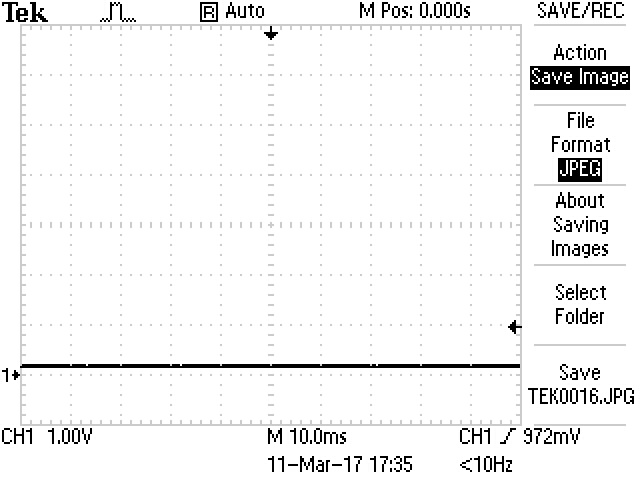 Tek R Auto M Pos: 0.000s SAVE/REC
Action
Save Image
File
Format
JPEG
About
Saving
Images
Select
Folder
1
Save
TEK0016.JPG
CH1 1.00V M 10.0ms CH1 972mV
11-Mar-17 17:35 <10Hz